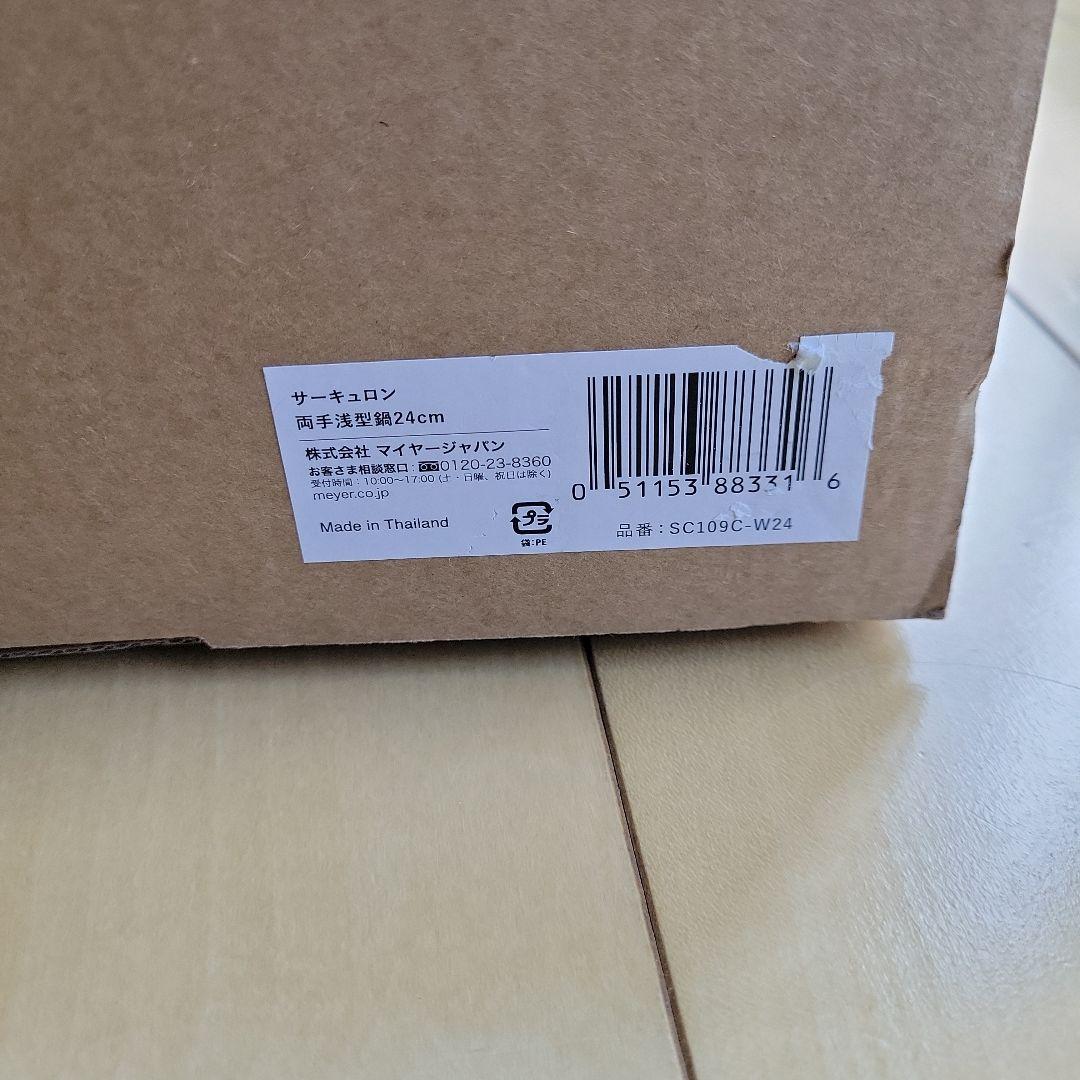 サーキュロン
両手浅型鍋24cm
株式会社 マイヤージャパン
お客さま相談窓口:0120-23-8360
受付時間:10:00~17:00 (土・日曜、祝日は除く)
meyer.co.jp
Made in Thailand
プラ
袋:PE
0 51153 88331 6
品番:SC109C-W24